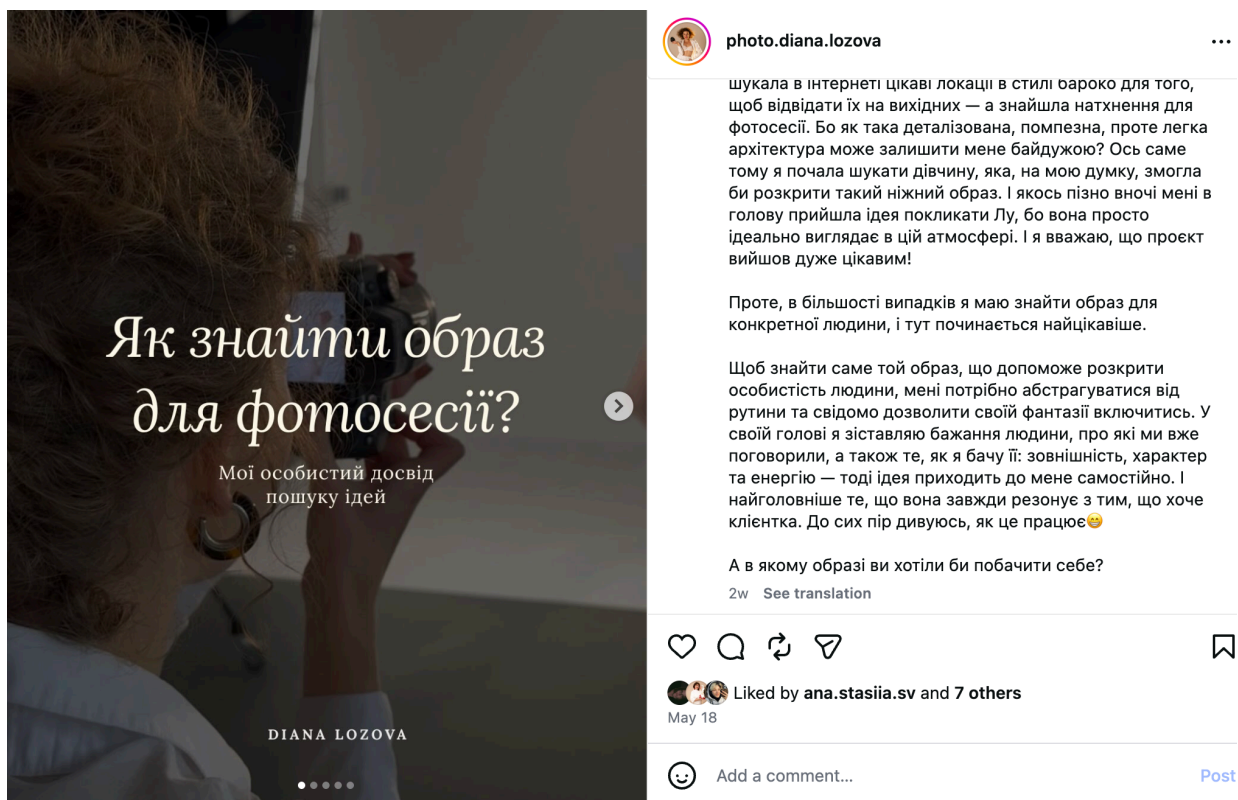 photo.diana.lozova
шукала в інтернеті цікаві локації в стилі бароко для того,
щоб відвідати їх на вихідних — а знайшла натхнення для
фотосесії. Бо як така деталізована, помпезна, проте легка
архітектура може залишити мене байдужою? Ось саме
тому я почала шукати дівчину, яка, на мою думку, змогла
би розкрити такий ніжний образ. І якось пізно вночі мені в
голову прийшла ідея покликати Лу, бо вона просто
ідеально виглядає в цій атмосфері. І я вважаю, що проєкт
вийшов дуже цікавим!
Проте, в більшості випадків я маю знайти образ для
конкретної людини, і тут починається найцікавіше.
Щоб знайти саме той образ, що допоможе розкрити
особистість людини, мені потрібно абстрагуватися від
рутини та свідомо дозволити своїй фантазії включитись. У
своїй голові я зіставляю бажання людини, про які ми вже
поговорили, а також те, як я бачу її: зовнішність, характер
та енергію — тоді ідея приходить до мене самостійно. І
найголовніше те, що вона завжди резонує з тим, що хоче
клієнтка. До сих пір дивуюсь, як це працює😁
А в якому образі ви хотіли би побачити себе?
2w See translation
Liked by ana.stasiia.sv and 7 others
May 18
Add a comment... Post
Як знайти образ
для фотосесії?
Мої особистий досвід
пошуку ідей
DIANA LOZOVA